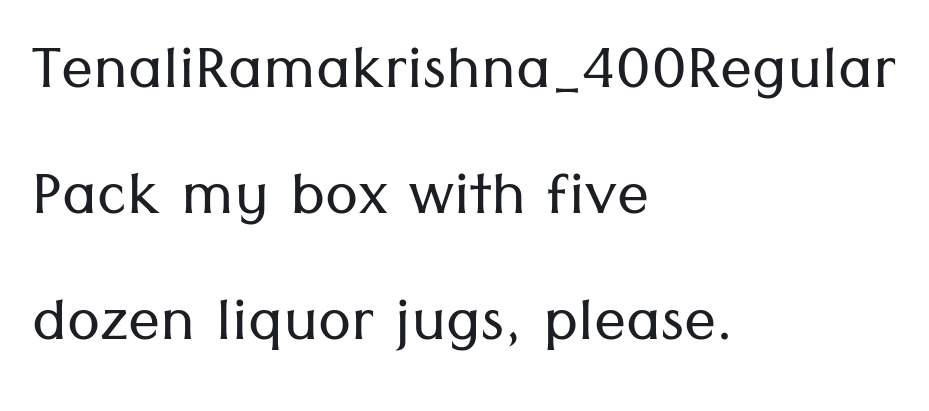 TenaliRamakrishna_400Regular
Pack my box with five
dozen liquor jugs, please.